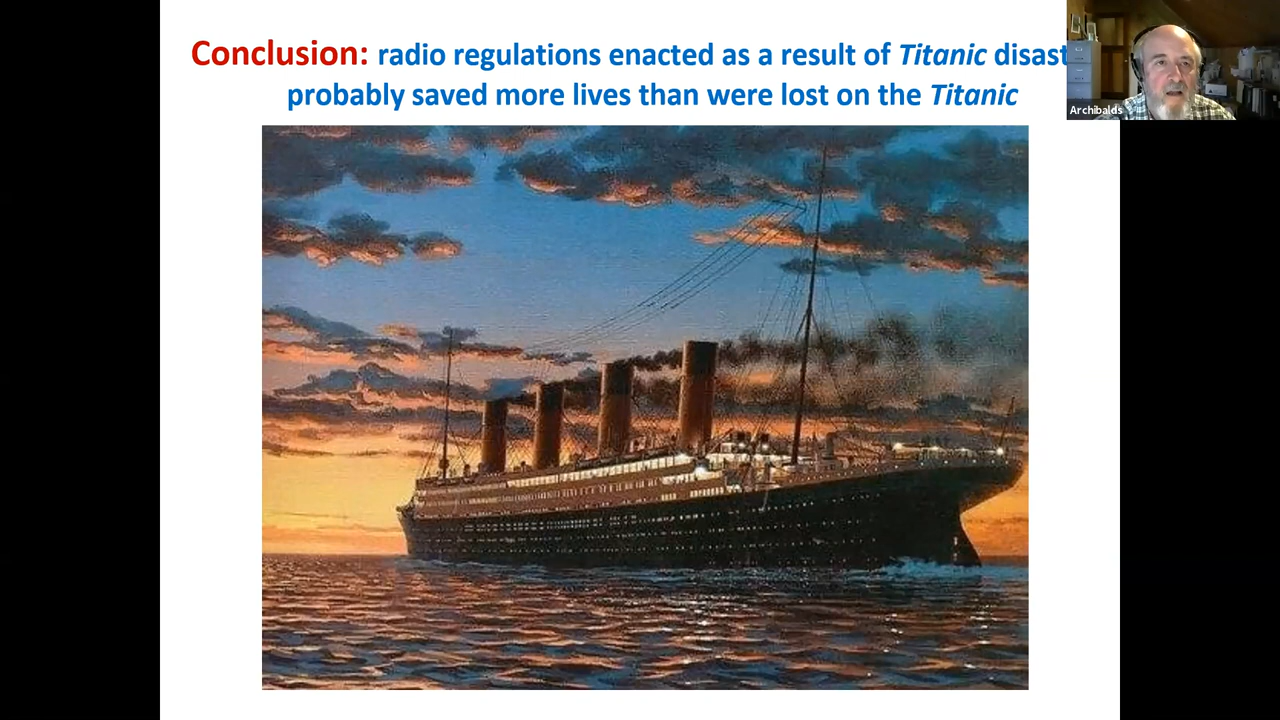 Conclusion: radio regulations enacted as a result of Titanic disast
probably saved more lives than were lost on the Titanic
Archibalds